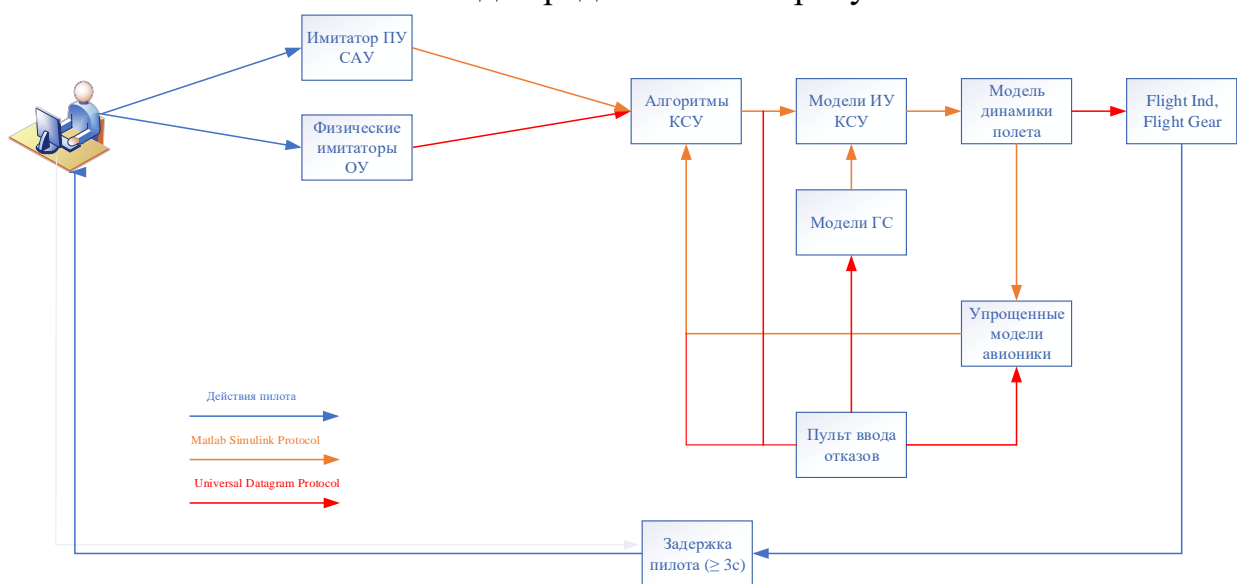 Имитатор ПУ
САУ
Физические
имитаторы
ОУ
Алгоритмы
КСУ
Модели ИУ
КСУ
Модель
динамики
полета
Flight Ind,
Flight Gear
Модели ГС
Упрощенные
модели
авионики
Пульт ввода
отказов
Действия пилота
Matlab Simulink Protocol
Universal Datagram Protocol
Задержка
пилота (≥ 3с)